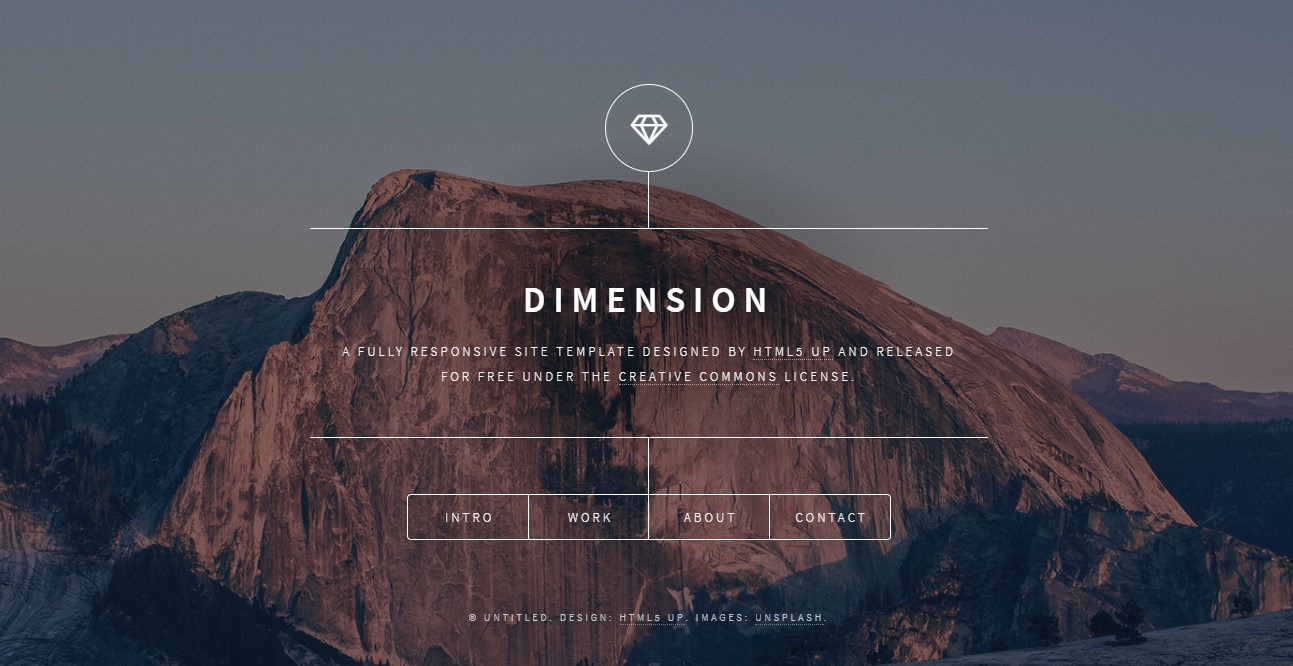 DIMENSION
A FULLY RESPONSIVE SITE TEMPLATE DESIGNED BY HTML5 UP AND RELEASED
FOR FREE UNDER THE CREATIVE COMMONS LICENSE.
INTRO WORK ABOUT CONTACT
© UNTITLED. DESIGN: HTML5 UP. IMAGES: UNSPLASH.